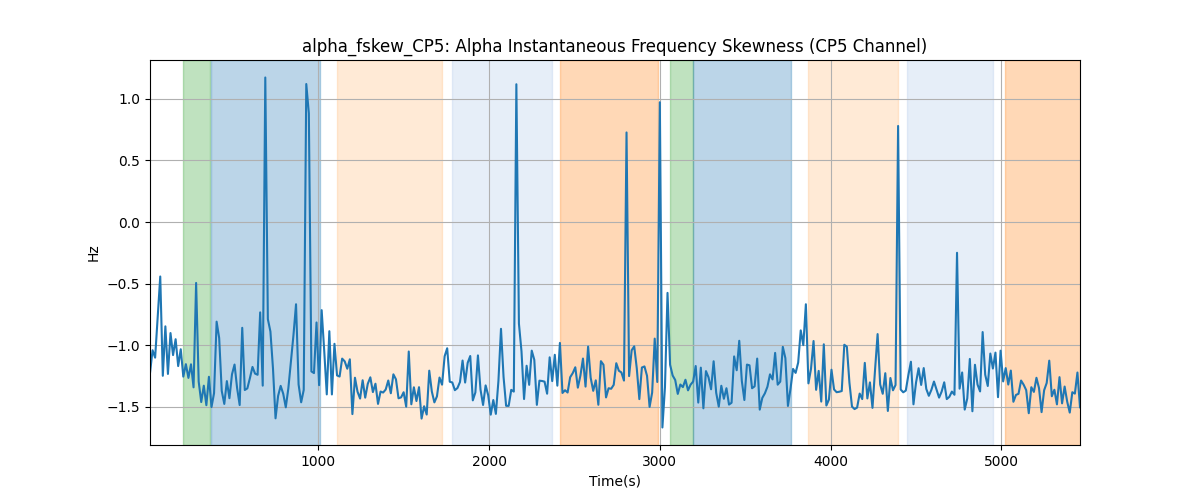 alpha_fskew_CP5: Alpha Instantaneous Frequency Skewness (CP5 Channel)
1.0
0.5
0.0
−0.5
−1.0
−1.5
Hz
1000 2000 3000 4000 5000
Time(s)